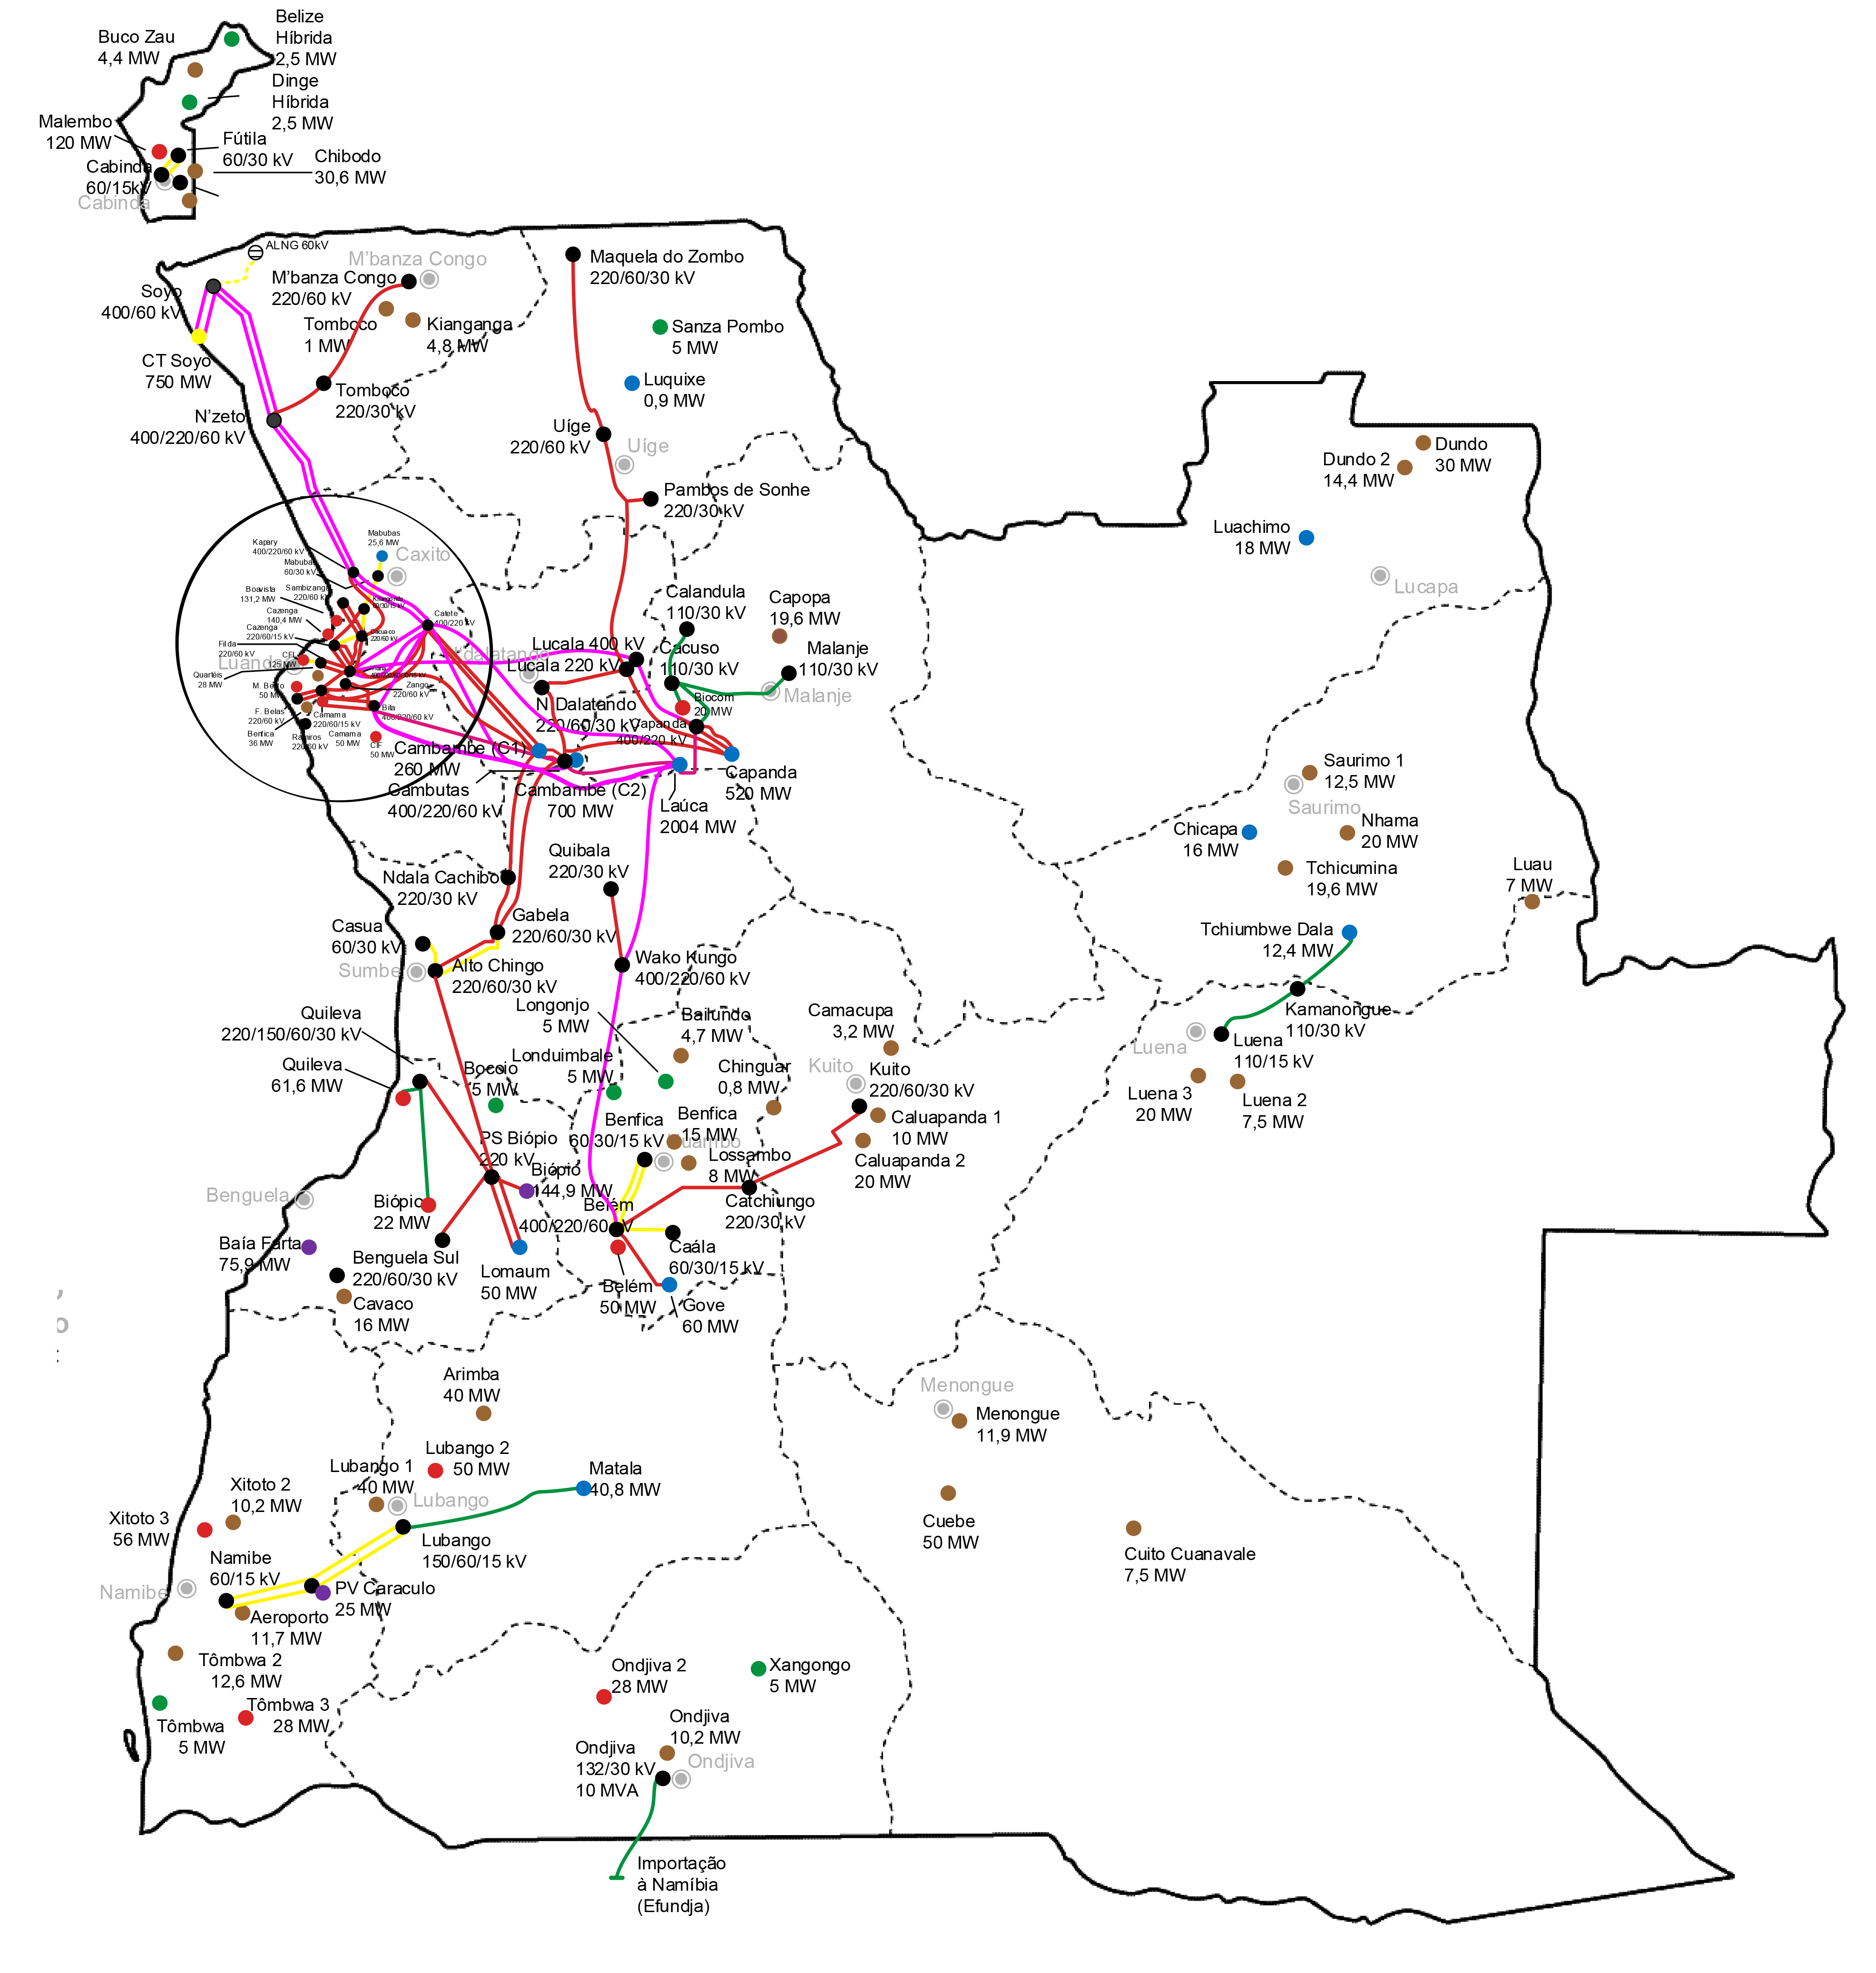 Belize
Híbrida
2,5 MW
Buco Zau
4,4 MW
Dinge
Híbrida
2,5 MW
Malembo
120 MW
Fútila
60/30 kV
Chibodo
30,6 MW
Cabinda
60/15kV
Cabinda
ALNG 60kV
M'banza Congo
M'banza Congo
220/60 kV
Maquela do Zombo
220/60/30 kV
Soyo
400/60 kV
Tomboco
1 MW
Kianganga
4,8 MW
Sanza Pombo
5 MW
CT Soyo
750 MW
Luquixe
0,9 MW
Tomboco
220/30 kV
N'zeto
400/220/60 kV
Uíge
220/60 kV
Uíge
Pambos de Sonhe
220/30 kV
Dundo
30 MW
Dundo 2
14,4 MW
Luachimo
18 MW
Lucapa
Kapary
400/220/60 kV
Mabubas
25,6 MW
Caxito
Mabubas
60/30 kV
Boavista
131,2 MW
Sambizanga
220/60 kV
Cazenga
140,4 MW
Cazenga
220/60/15 kV
Cacuaco
220/60 kV
Catete
400/220 kV
Filda
220/60 kV
CFL
125 MW
Luanda
Quartéis
28 MW
M. Bento
50 MW
Zango
220/60 kV
Bita
400/220/60 kV
F. Belas
220/60 kV
Camama
220/60/15 kV
Benfica
36 MW
Ramiros
220/60 kV
Camama
50 MW
CIF
50 MW
Calandula
110/30 kV
Capopa
19,6 MW
Lucala 400 kV
Lucala 220 kV
Cacuso
110/30 kV
Malanje
110/30 kV
Malanje
Biocom
20 MW
N'Dalatando
220/60/30 kV
Capanda
400/220 kV
Cambambe (C1)
260 MW
Cambutas
400/220/60 kV
Cambambe (C2)
700 MW
Capanda
520 MW
Laúca
2004 MW
Saurimo 1
12,5 MW
Saurimo
Chicapa
16 MW
Nhama
20 MW
Tchicumina
19,6 MW
Luau
7 MW
Quibala
220/30 kV
Ndala Cachibo
220/30 kV
Gabela
220/60/30 kV
Casua
60/30 kV
Sumbe
Alto Chingo
220/60/30 kV
Wako Kungo
400/220/60 kV
Tchiumbwe Dala
12,4 MW
Kamanongue
110/30 kV
Luena
Luena
110/15 kV
Luena 3
20 MW
Luena 2
7,5 MW
Quileva
220/150/60/30 kV
Quileva
61,6 MW
Longonjo
5 MW
Bailundo
4,7 MW
Camacupa
3,2 MW
Londuimbale
5 MW
Bocoio
5 MW
Chinguar
0,8 MW
Kuito
Kuito
220/60/30 kV
Benfica
60/30/15 kV
Benfica
15 MW
Huambo
Lossambo
8 MW
Caluapanda 1
10 MW
Caluapanda 2
20 MW
PS Biópio
220 kV
Biópio
144,9 MW
Benguela
Biópio
22 MW
Belém
400/220/60 kV
Catchiungo
220/30 kV
Baía Farta
75,9 MW
Benguela Sul
220/60/30 kV
Caála
60/30/15 kV
Cavaco
16 MW
Lomaum
50 MW
Belém
50 MW
Gove
60 MW
Arimba
40 MW
Menongue
Menongue
11,9 MW
Lubango 2
50 MW
Lubango 1
40 MW
Lubango
Matala
40,8 MW
Xitoto 2
10,2 MW
Xitoto 3
56 MW
Cuebe
50 MW
Cuito Cuanavale
7,5 MW
Lubango
150/60/15 kV
Namibe
60/15 kV
Namibe
PV Caraculo
25 MW
Aeroporto
11,7 MW
Tômbwa 2
12,6 MW
Tômbwa 3
28 MW
Tômbwa
5 MW
Ondjiva 2
28 MW
Xangongo
5 MW
Ondjiva
10,2 MW
Ondjiva
132/30 kV
10 MVA
Ondjiva
Importação
à Namíbia
(Efundja)